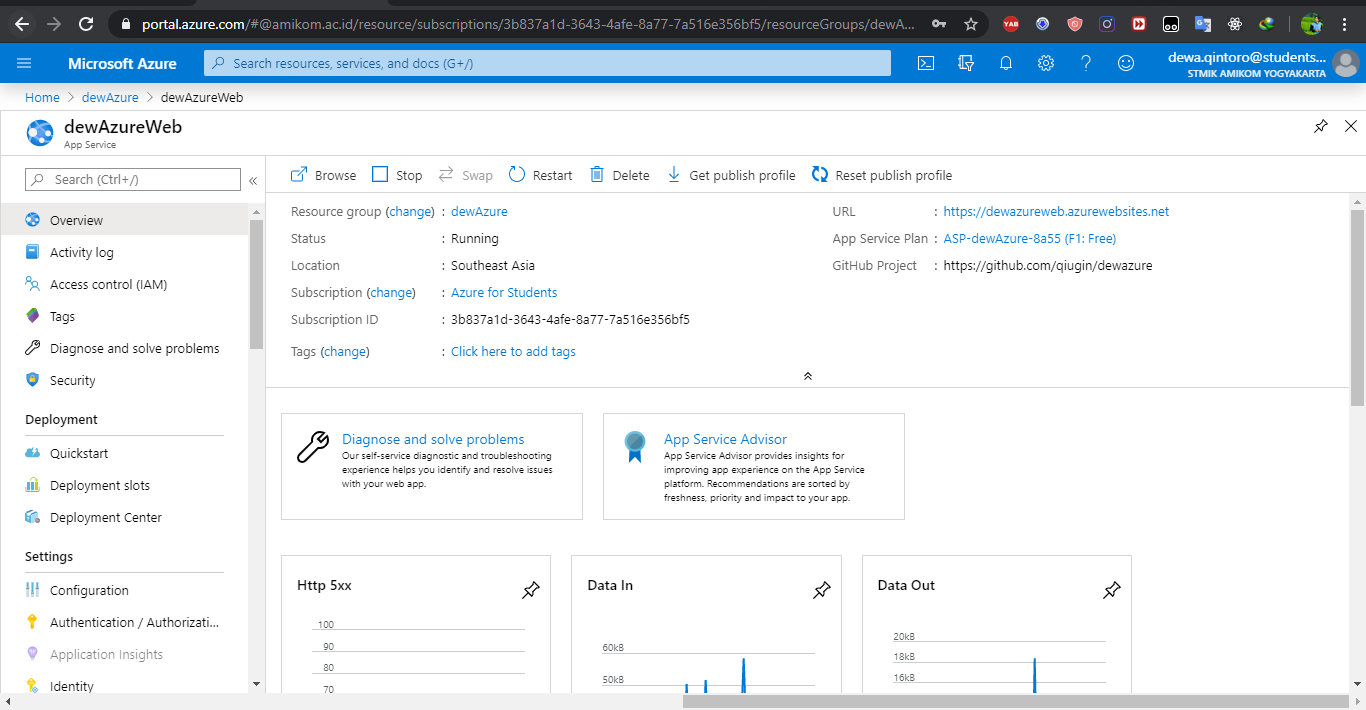 portal.azure.com/#@amikom.ac.id/resource/subscriptions/3b837a1d-3643-4afe-8a77-7a516e356bf5/resourceGroups/dewA...
YAB
Microsoft Azure
Search resources, services, and docs (G+/)
dewa.qintoro@students...
STMIK AMIKOM YOGYAKARTA
Home > dewAzure > dewAzureWeb
dewAzureWeb
App Service
Search (Ctrl+/)
«
Overview
Activity log
Access control (IAM)
Tags
Diagnose and solve problems
Security
Deployment
Quickstart
Deployment slots
Deployment Center
Settings
Configuration
Authentication / Authorizati...
Application Insights
Identity
Browse Stop Swap Restart Delete Get publish profile Reset publish profile
Resource group (change) : dewAzure
Status : Running
Location : Southeast Asia
Subscription (change) : Azure for Students
Subscription ID : 3b837a1d-3643-4afe-8a77-7a516e356bf5
Tags (change) : Click here to add tags
URL : https://dewazureweb.azurewebsites.net
App Service Plan : ASP-dewAzure-8a55 (F1: Free)
GitHub Project : https://github.com/qiugin/dewazure
Diagnose and solve problems
Our self-service diagnostic and troubleshooting
experience helps you identify and resolve issues
with your web app.
App Service Advisor
App Service Advisor provides insights for
improving app experience on the App Service
platform. Recommendations are sorted by
freshness, priority and impact to your app.
Http 5xx
100
90
80
70
Data In
60kB
50kB
Data Out
20kB
18kB
16kB